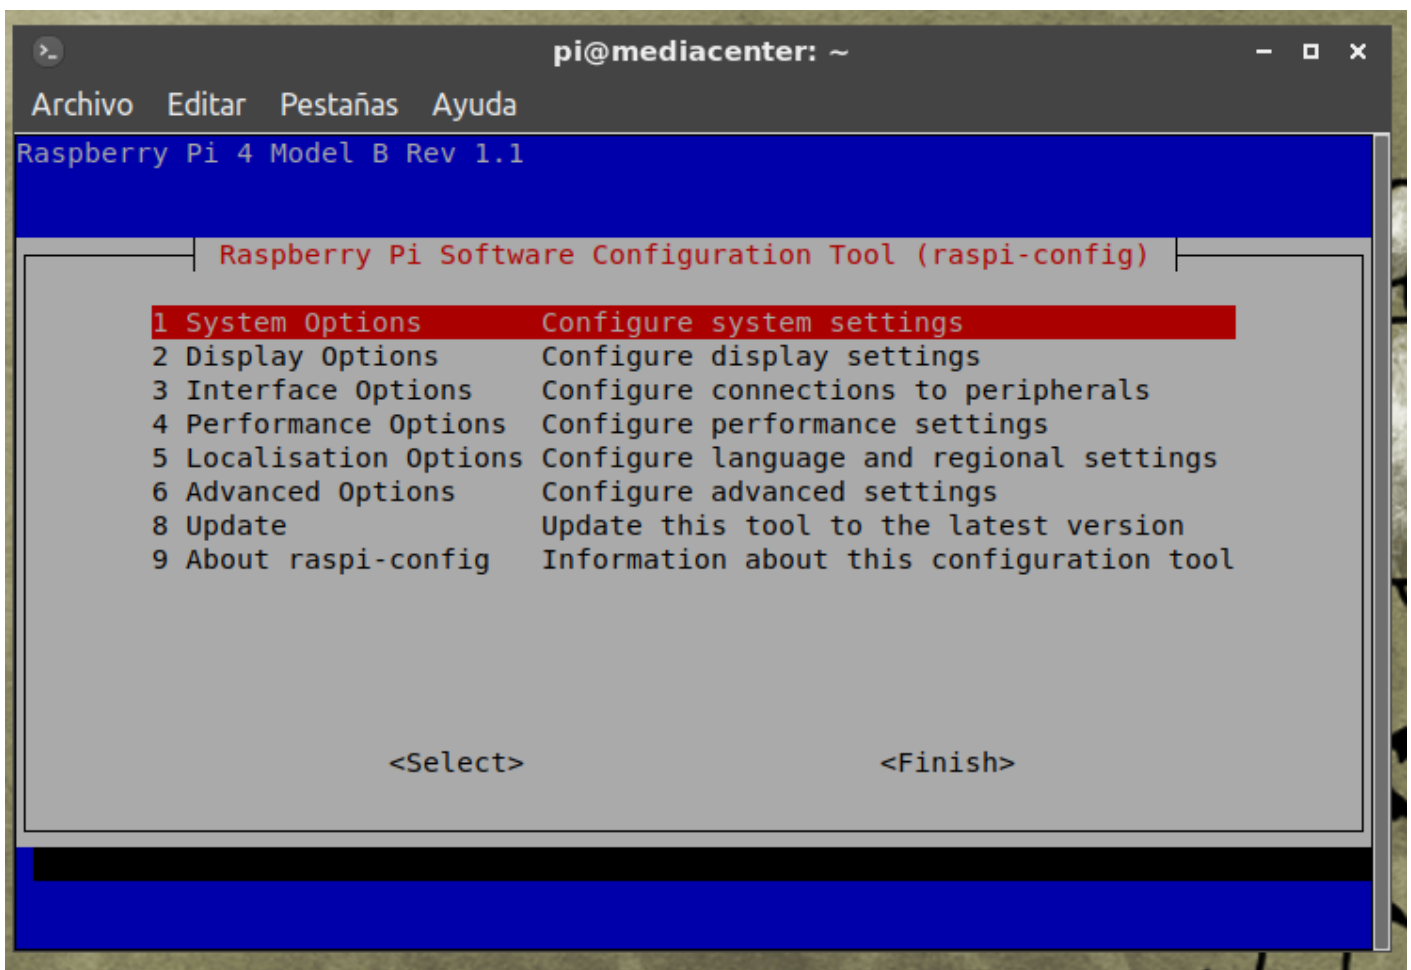 pi@mediacenter: ~
Archivo Editar Pestañas Ayuda
Raspberry Pi 4 Model B Rev 1.1
Raspberry Pi Software Configuration Tool (raspi-config)
1 System Options Configure system settings
2 Display Options Configure display settings
3 Interface Options Configure connections to peripherals
4 Performance Options Configure performance settings
5 Localisation Options Configure language and regional settings
6 Advanced Options Configure advanced settings
8 Update Update this tool to the latest version
9 About raspi-config Information about this configuration tool
<Select> <Finish>